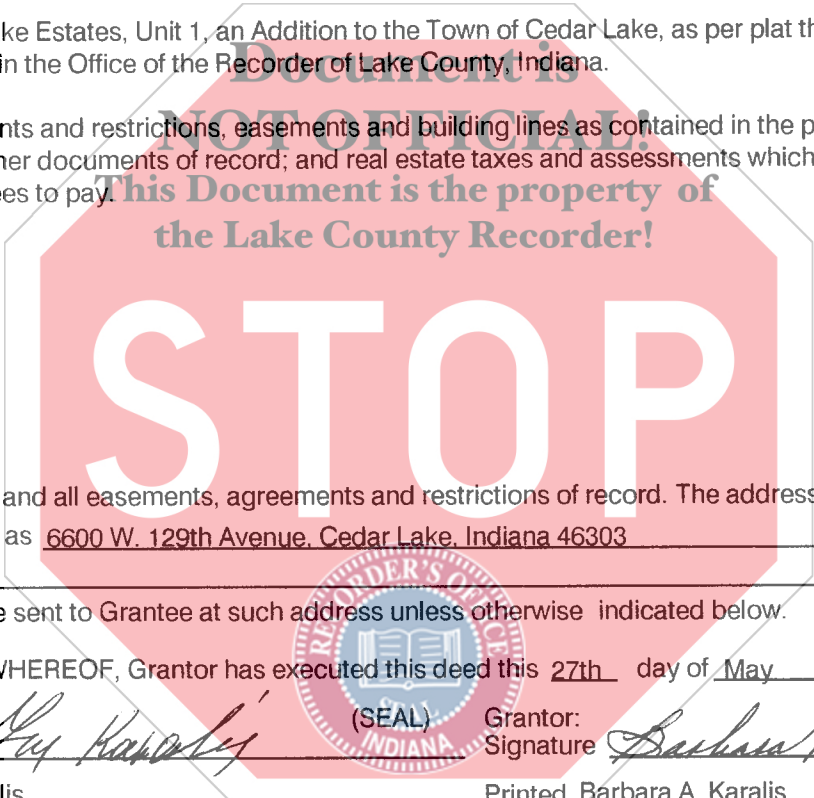 ke Estates, Unit 1, an Addition to the Town of Cedar Lake, as per plat th
Document is
in the Office of the Recorder of Lake County, Indiana.
NOT OFFICIAL!
nts and restrictions, easements and building lines as contained in the p
ner documents of record; and real estate taxes and assessments which
es to pay.
This Document is the property of
the Lake County Recorder!
STOP
and all easements, agreements and restrictions of record. The address
as 6600 W. 129th Avenue, Cedar Lake, Indiana 46303
RECORDER'S OFFICE
e sent to Grantee at such address unless otherwise indicated below.
WHEREOF, Grantor has executed this deed this 27th day of May
SEAL
(SEAL) Grantor:
Karalis Signature Barbara
INDIANA
lis Printed Barbara A. Karalis